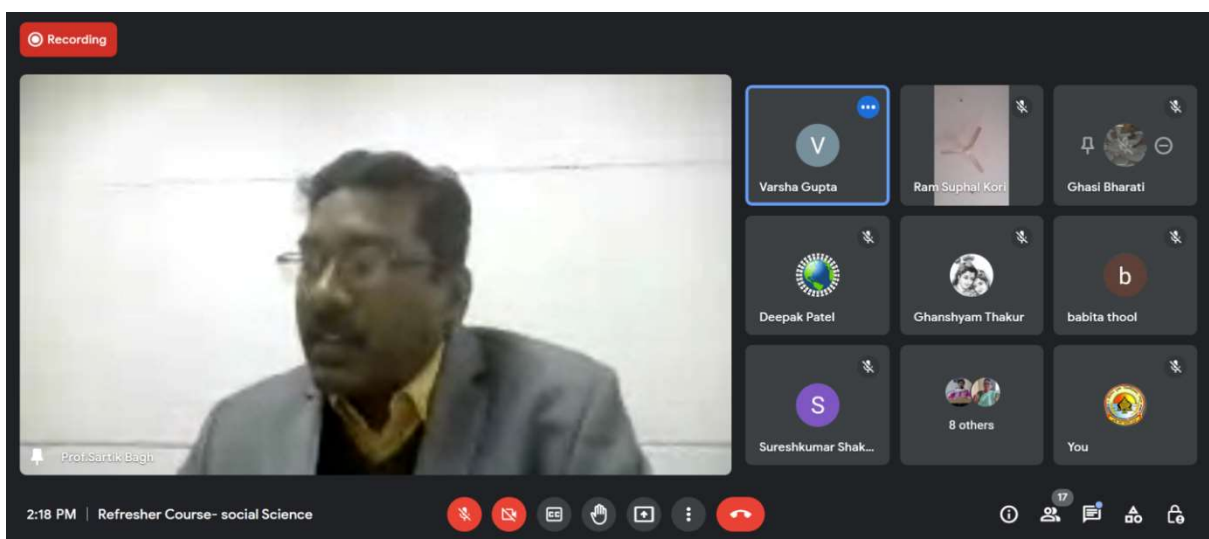 Recording
Prof.Sartik Bagh
V
Varsha Gupta
Ram Suphal Kori
Ghasi Bharati
Deepak Patel
Ghanshyam Thakur
b
babita thool
S
Sureshkumar Shak...
8 others
You
2:18 PM | Refresher Course- social Science
CC
17